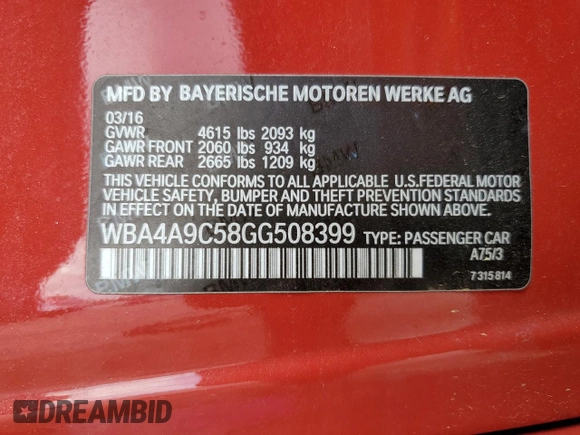 MFD BY BAYERISCHE MOTOREN WERKE AG
03/16
GVWR 4615 lbs 2093 kg
GAWR FRONT 2060 lbs 934 kg
GAWR REAR 2665 lbs 1209 kg
THIS VEHICLE CONFORMS TO ALL APPLICABLE U.S.FEDERAL MOTOR
VEHICLE SAFETY, BUMPER AND THEFT PREVENTION STANDARDS
IN EFFECT ON THE DATE OF MANUFACTURE SHOWN ABOVE.
WBA4A9C58GG508399 TYPE: PASSENGER CAR
A75/3
7315814
DREAMBID